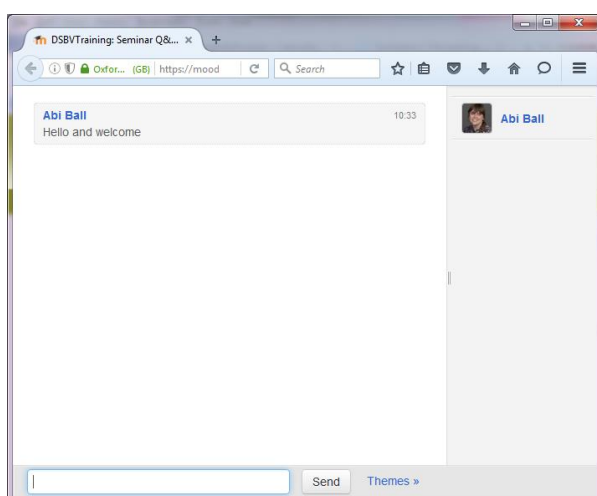 DSBVTraining: Seminar Q&... × +
Oxfor... (GB) https://mood Search
Abi Ball 10:33
Hello and welcome
Abi Ball
Send Themes »